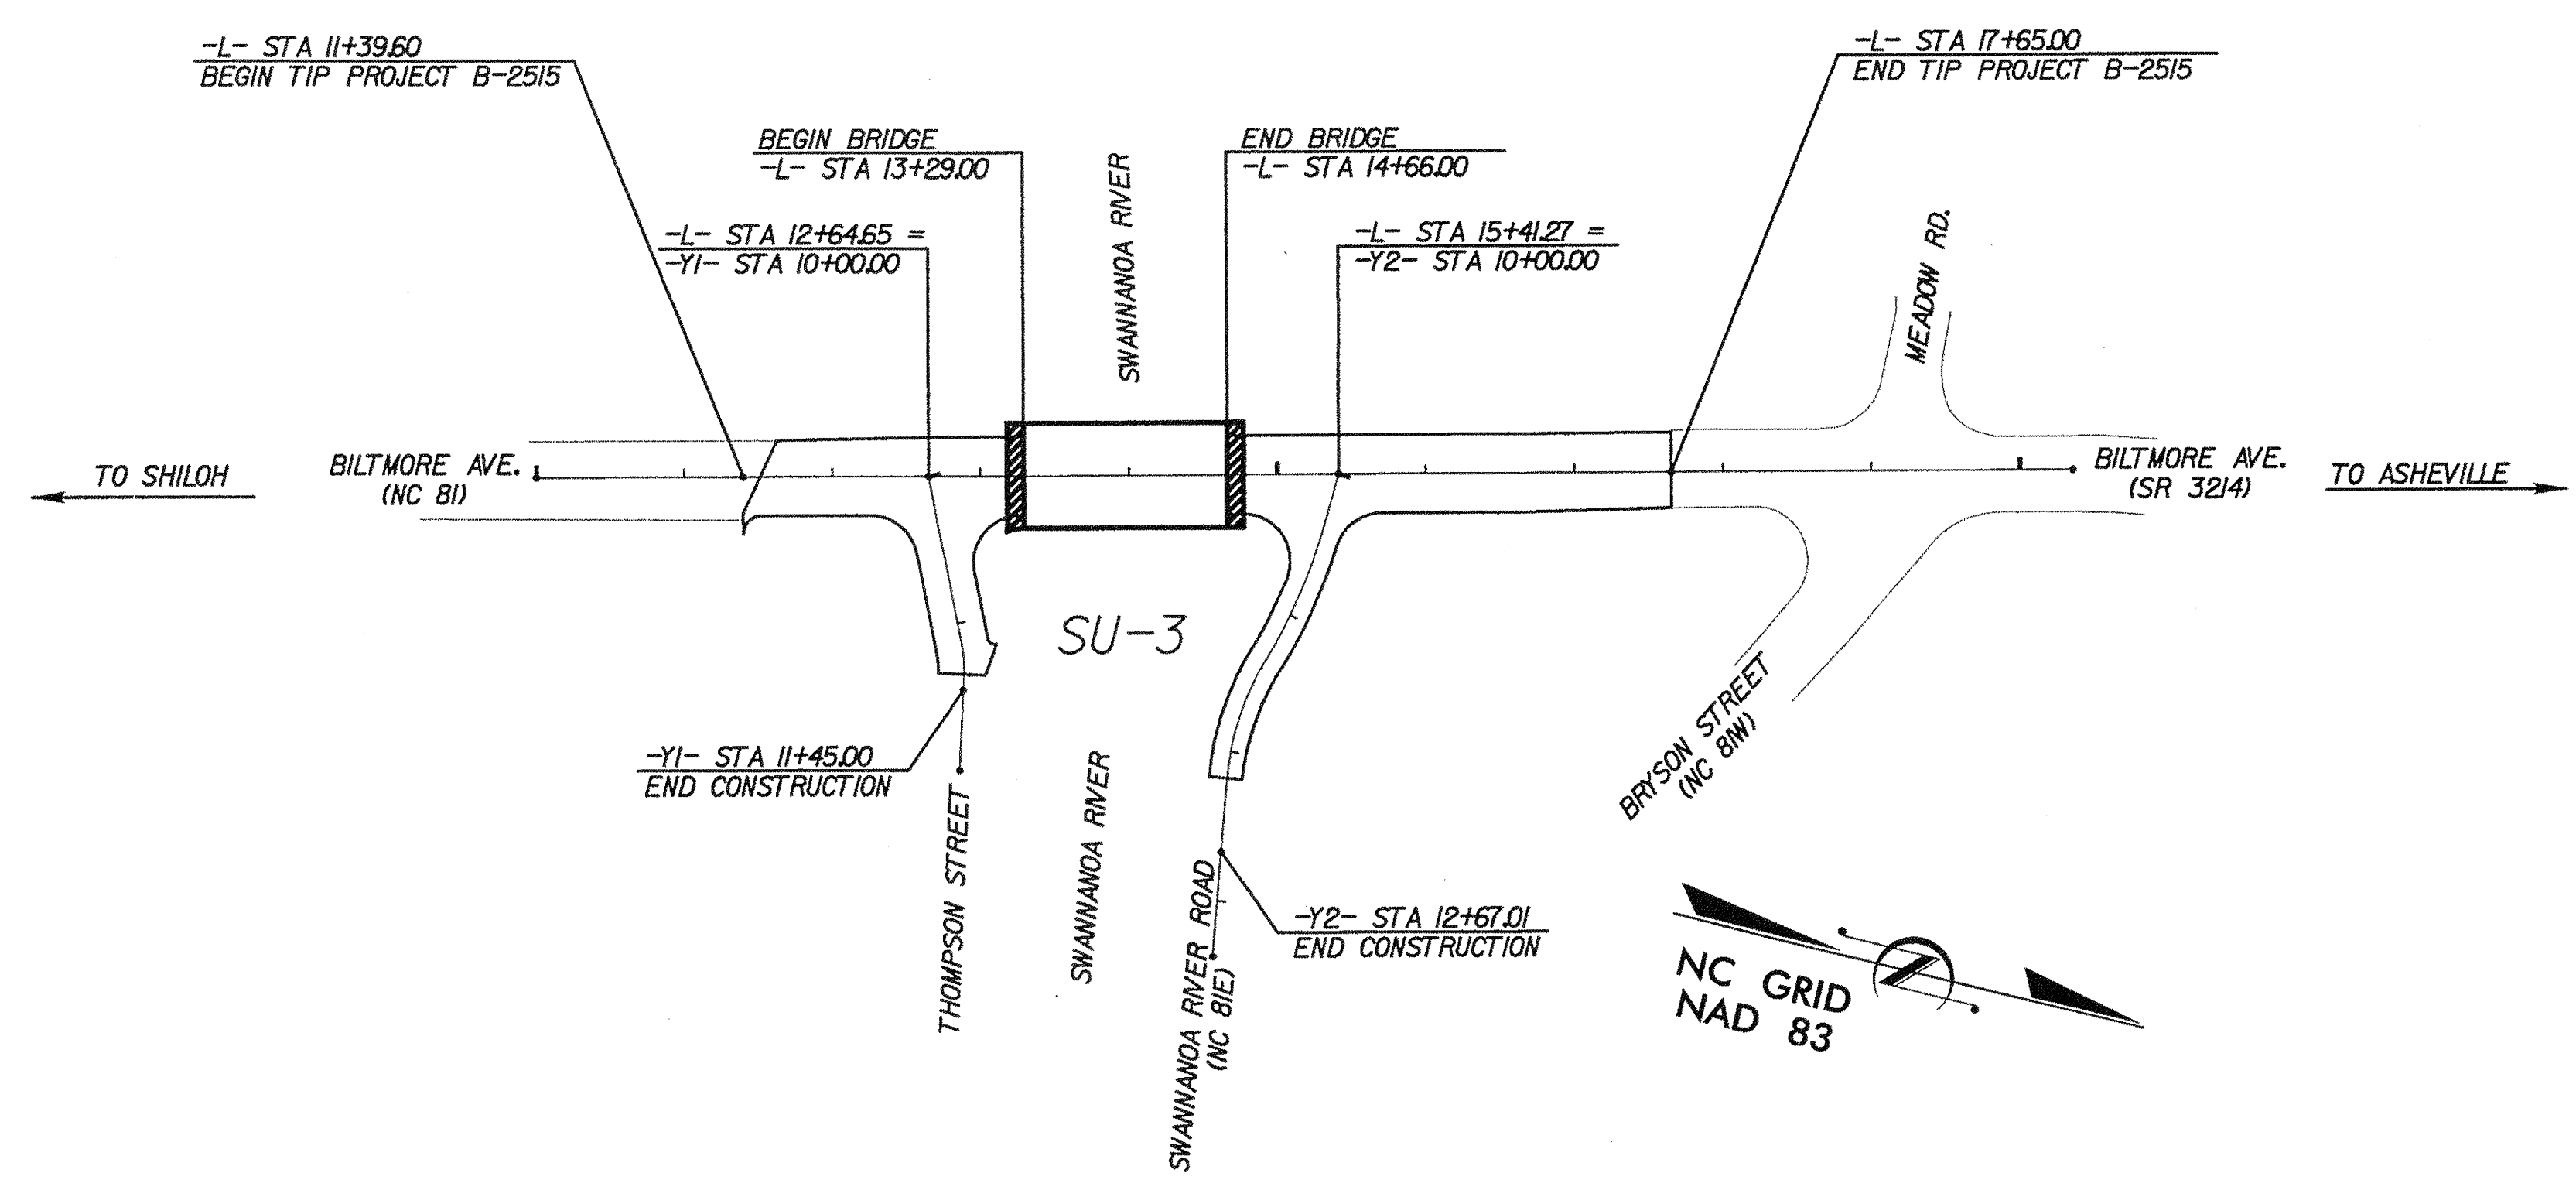 -L- STA 11+39.60
BEGIN TIP PROJECT B-2515
-L- STA 17+65.00
END TIP PROJECT B-2515
BEGIN BRIDGE
-L- STA 13+29.00
END BRIDGE
-L- STA 14+66.00
SWANNANOA RIVER
-L- STA 12+64.65 =
-Y1- STA 10+00.00
-L- STA 15+41.27 =
-Y2- STA 10+00.00
MEADOW RD.
TO SHILOH
BILTMORE AVE.
(NC 81)
BILTMORE AVE.
(SR 3214)
TO ASHEVILLE
SU-3
-Y1- STA 11+45.00
END CONSTRUCTION
THOMPSON STREET
SWANNANOA RIVER
SWANNANOA RIVER ROAD
(NC 81E)
BRYSON STREET
(NC 81W)
-Y2- STA 12+67.01
END CONSTRUCTION
NC GRID
NAD 83